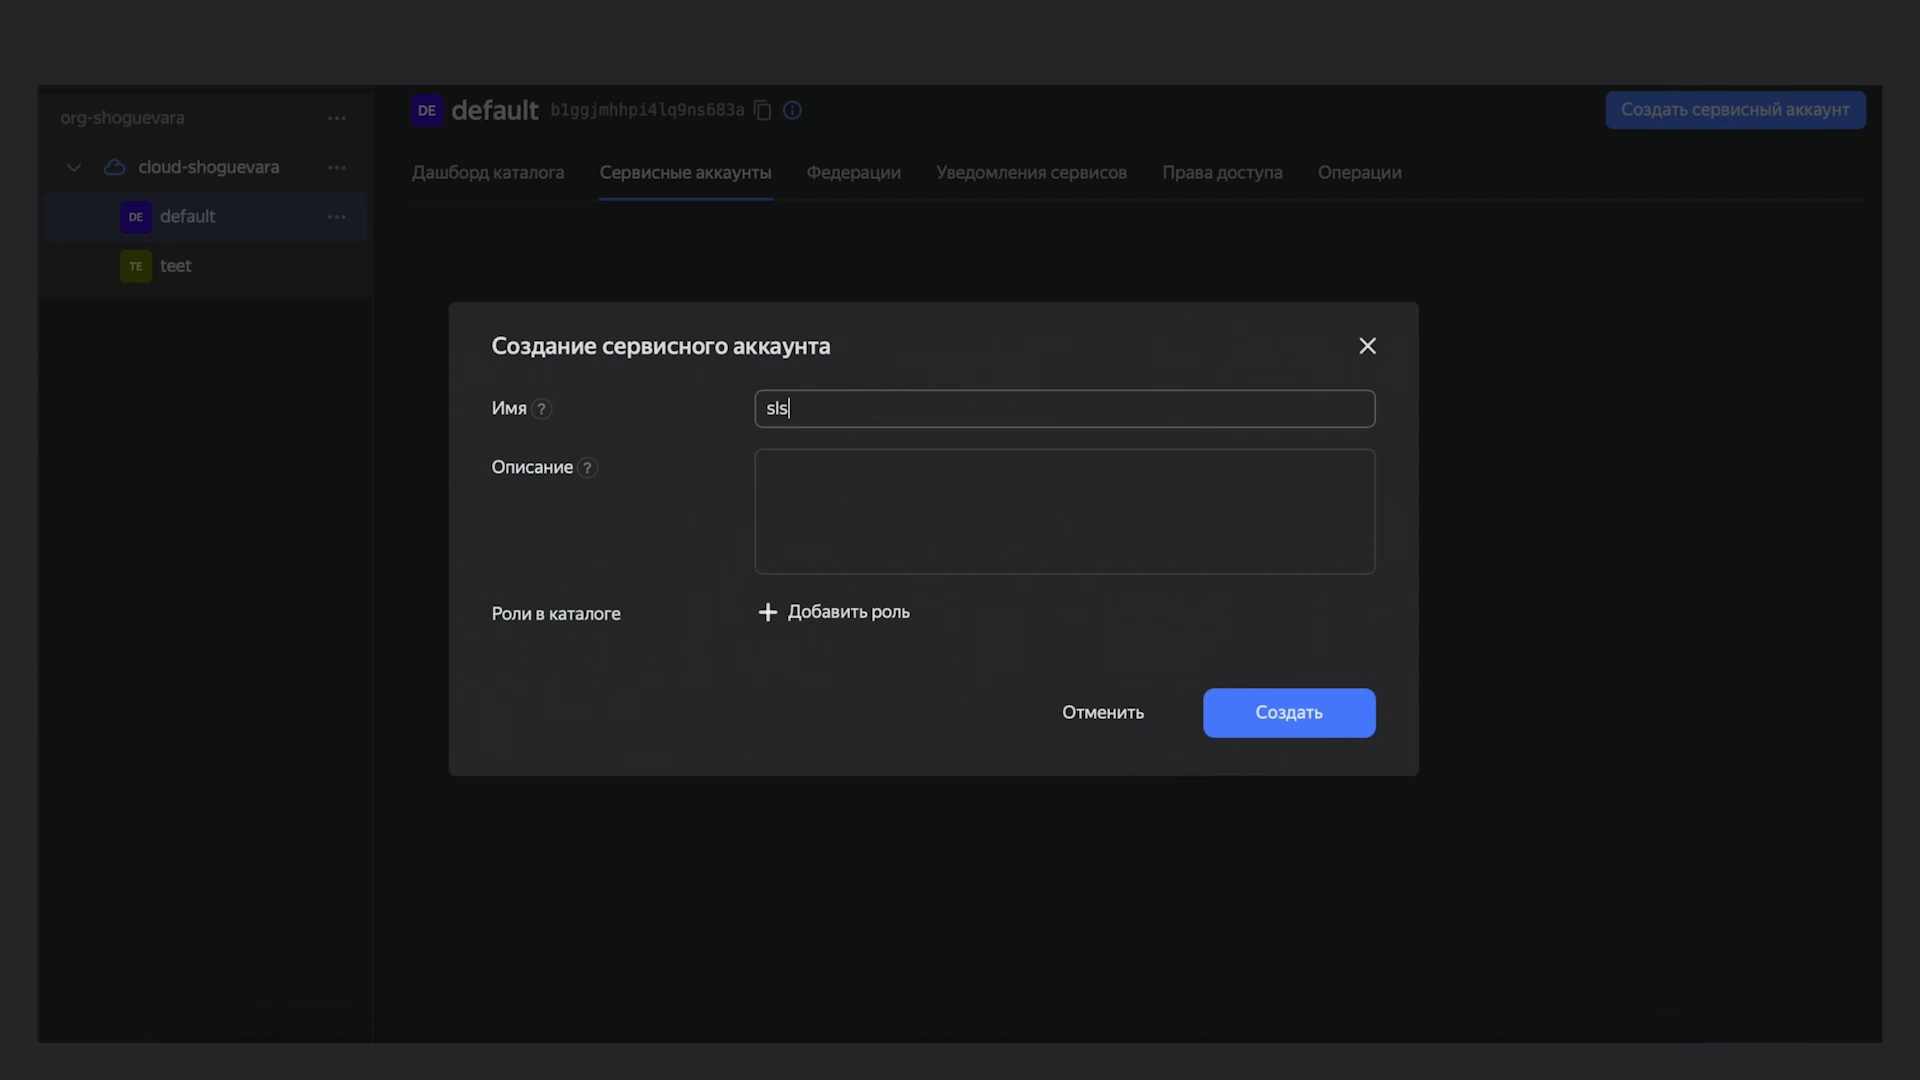 org-shoguevara
cloud-shoguevara
DE default
TE teet
DE default b1ggjmhhpi4lq9ns683a
Создать сервисный аккаунт
Дашборд каталога Сервисные аккаунты Федерации Уведомления сервисов Права доступа Операции
Создание сервисного аккаунта
Имя ?
sls
Описание ?
Роли в каталоге
+ Добавить роль
Отменить
Создать